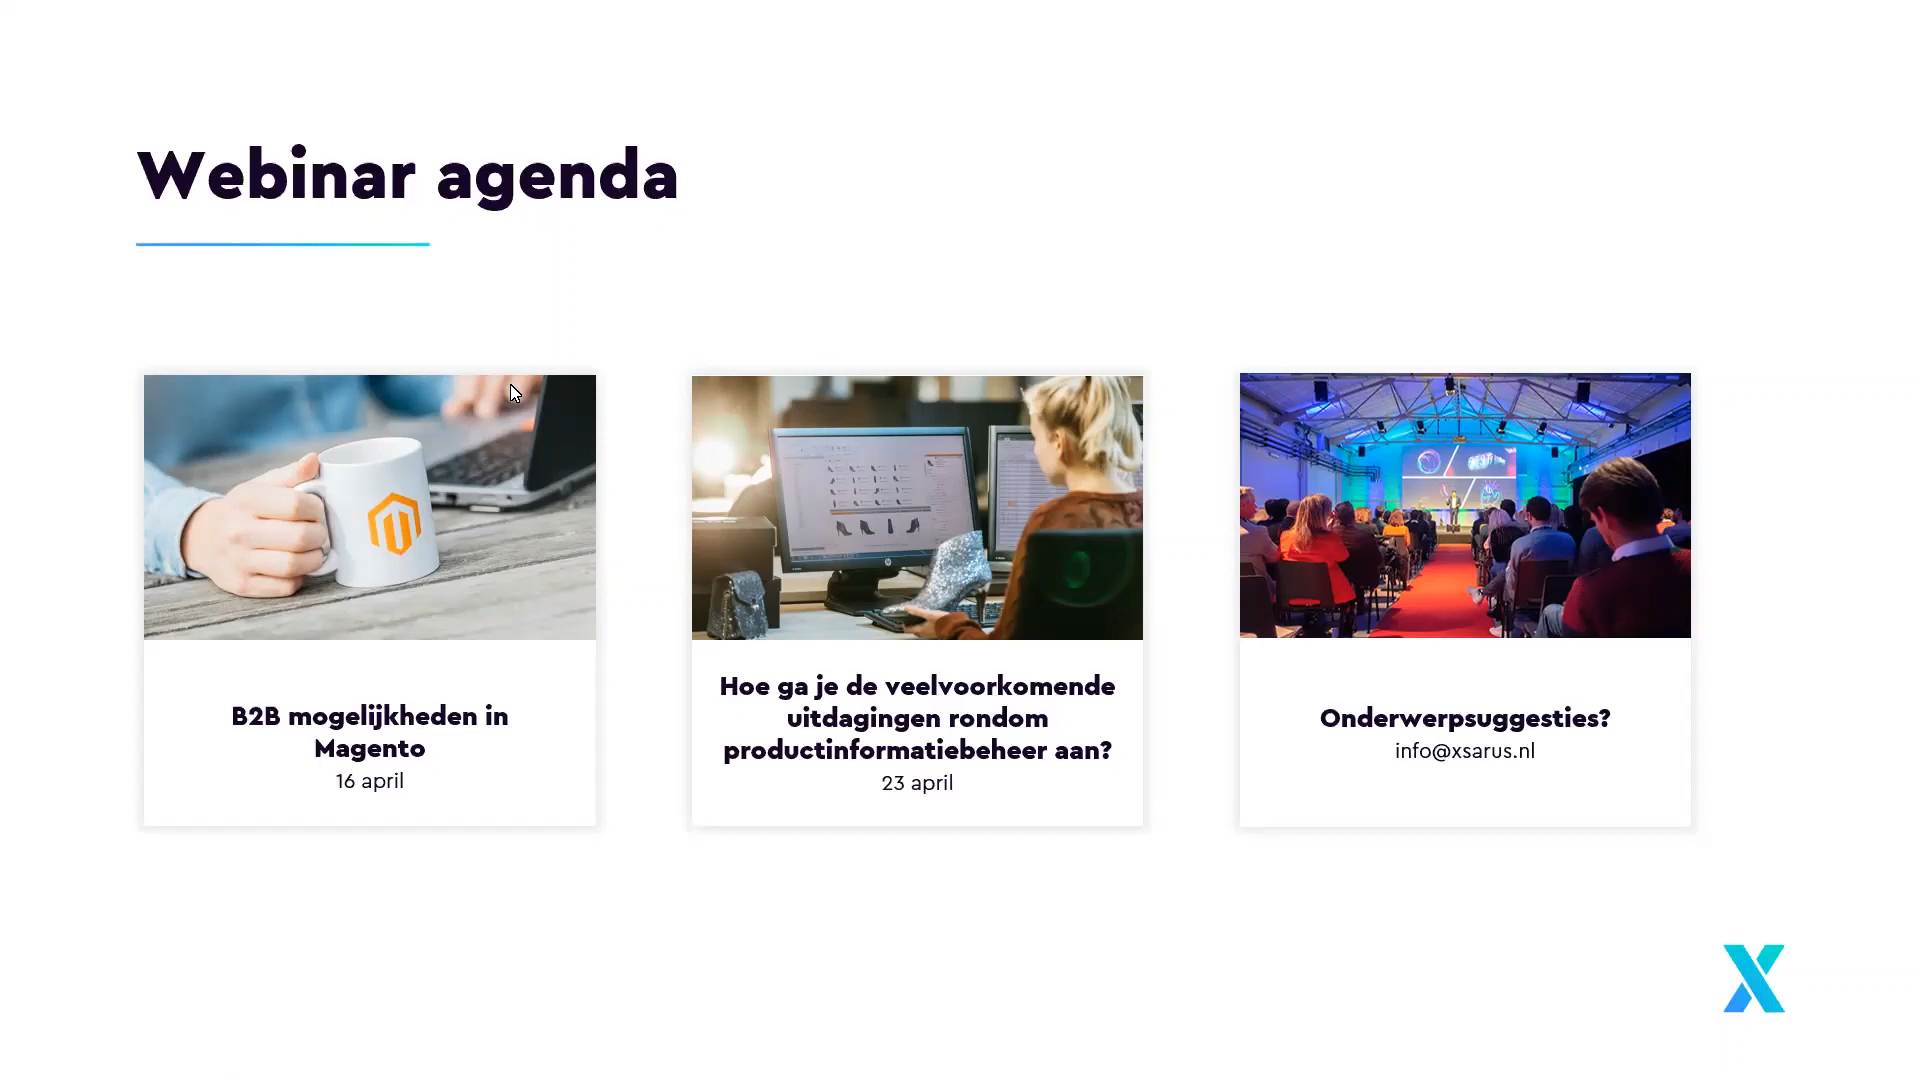 Webinar agenda
B2B mogelijkheden in
Magento
16 april
Hoe ga je de veelvoorkomende
uitdagingen rondom
productinformatiebeheer aan?
23 april
Onderwerpsuggesties?
info@xsarus.nl